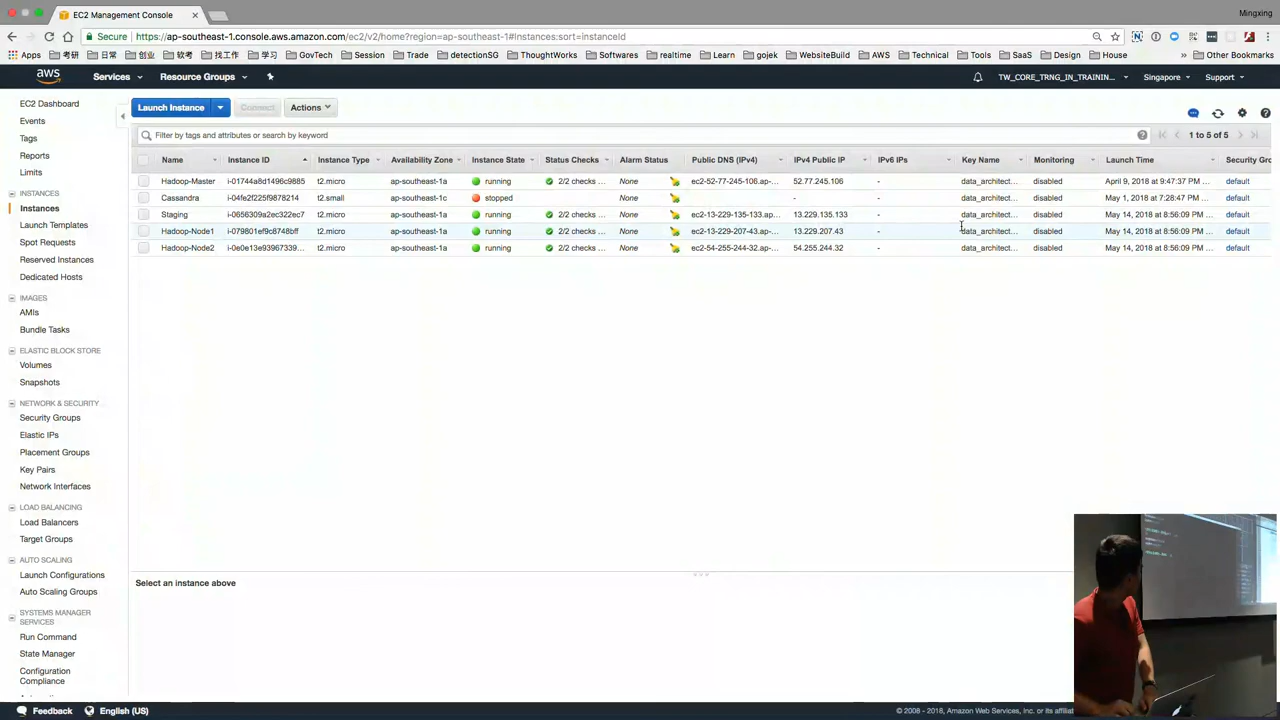 EC2 Management Console
Mingxing
Secure https://ap-southeast-1.console.aws.amazon.com/ec2/v2/home?region=ap-southeast-1#Instances:sort=instanceId
Apps 考研 日常 创业 软考 找工作 学习 GovTech Session Trade detectionSG ThoughtWorks Softwares realtime Learn gojek WebsiteBuild AWS Technical Tools SaaS Design House » Other Bookmarks
aws Services Resource Groups TW_CORE_TRNG_IN_TRAININ... Singapore Support
EC2 Dashboard
Events
Tags
Reports
Limits
INSTANCES
Instances
Launch Templates
Spot Requests
Reserved Instances
Dedicated Hosts
IMAGES
AMIs
Bundle Tasks
ELASTIC BLOCK STORE
Volumes
Snapshots
NETWORK & SECURITY
Security Groups
Elastic IPs
Placement Groups
Key Pairs
Network Interfaces
LOAD BALANCING
Load Balancers
Target Groups
AUTO SCALING
Launch Configurations
Auto Scaling Groups
SYSTEMS MANAGER
SERVICES
Run Command
State Manager
Configuration
Compliance
Launch Instance Connect Actions
Filter by tags and attributes or search by keyword
1 to 5 of 5
Name Instance ID Instance Type Availability Zone Instance State Status Checks Alarm Status Public DNS (IPv4) IPv4 Public IP IPv6 IPs Key Name Monitoring Launch Time Security Gro
Hadoop-Master i-01744a8d1496c9885 t2.micro ap-southeast-1a running 2/2 checks ... None ec2-52-77-245-106.ap-... 52.77.245.106 - data_architect... disabled April 9, 2018 at 9:47:37 PM ... default
Cassandra i-04fe2f225f9878214 t2.small ap-southeast-1c stopped None - - data_architect... disabled May 1, 2018 at 7:28:47 PM ... default
Staging i-0656309a2ec322ec7 t2.micro ap-southeast-1a running 2/2 checks ... None ec2-13-229-135-133.ap... 13.229.135.133 - data_architect... disabled May 14, 2018 at 8:56:09 PM ... default
Hadoop-Node1 i-079801ef9c8748bff t2.micro ap-southeast-1a running 2/2 checks ... None ec2-13-229-207-43.ap-... 13.229.207.43 - data_architect... disabled May 14, 2018 at 8:56:09 PM ... default
Hadoop-Node2 i-0e0e13e93967339... t2.micro ap-southeast-1a running 2/2 checks ... None ec2-54-255-244-32.ap-... 54.255.244.32 - data_architect... disabled May 14, 2018 at 8:56:09 PM ... default
Select an instance above
Feedback English (US)
© 2008 - 2018, Amazon Web Services, Inc. or its affiliat